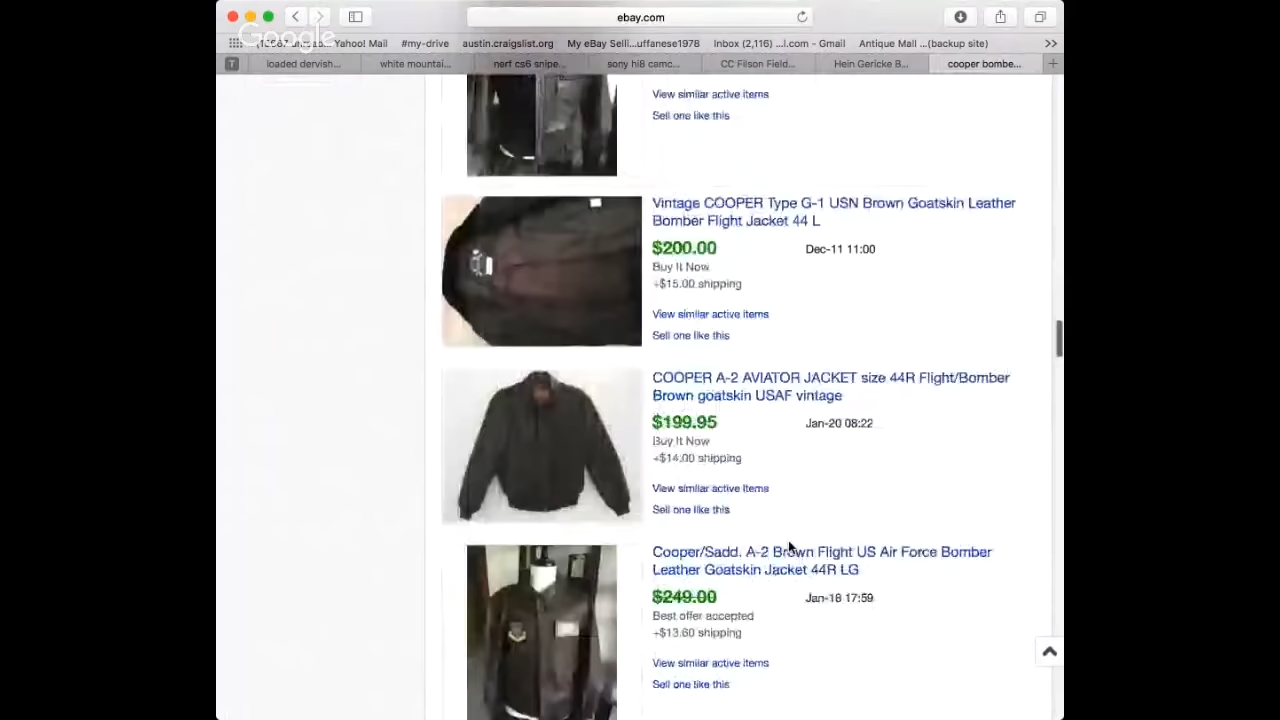 ebay.com
Google
Yahoo! Mail
#my-drive
austin.craigslist.org
My eBay Selli...uffanese1978
Inbox (2,116) ...l.com - Gmail
Antique Mall ...(backup site)
T
loaded dervish...
white mountai...
nerf cs6 snipe...
sony hi8 camc...
CC Filson Field...
Hein Gericke B...
cooper bombe...
View similar active items
Sell one like this
Vintage COOPER Type G-1 USN Brown Goatskin Leather
Bomber Flight Jacket 44 L
$200.00
Dec-11 11:00
Buy It Now
+$15.00 shipping
View similar active items
Sell one like this
COOPER A-2 AVIATOR JACKET size 44R Flight/Bomber
Brown goatskin USAF vintage
$199.95
Jan-20 08:22
Buy It Now
+$14.00 shipping
View similar active items
Sell one like this
Cooper/Sadd. A-2 Brown Flight US Air Force Bomber
Leather Goatskin Jacket 44R LG
$249.00
Jan-18 17:59
Best offer accepted
+$13.60 shipping
View similar active items
Sell one like this